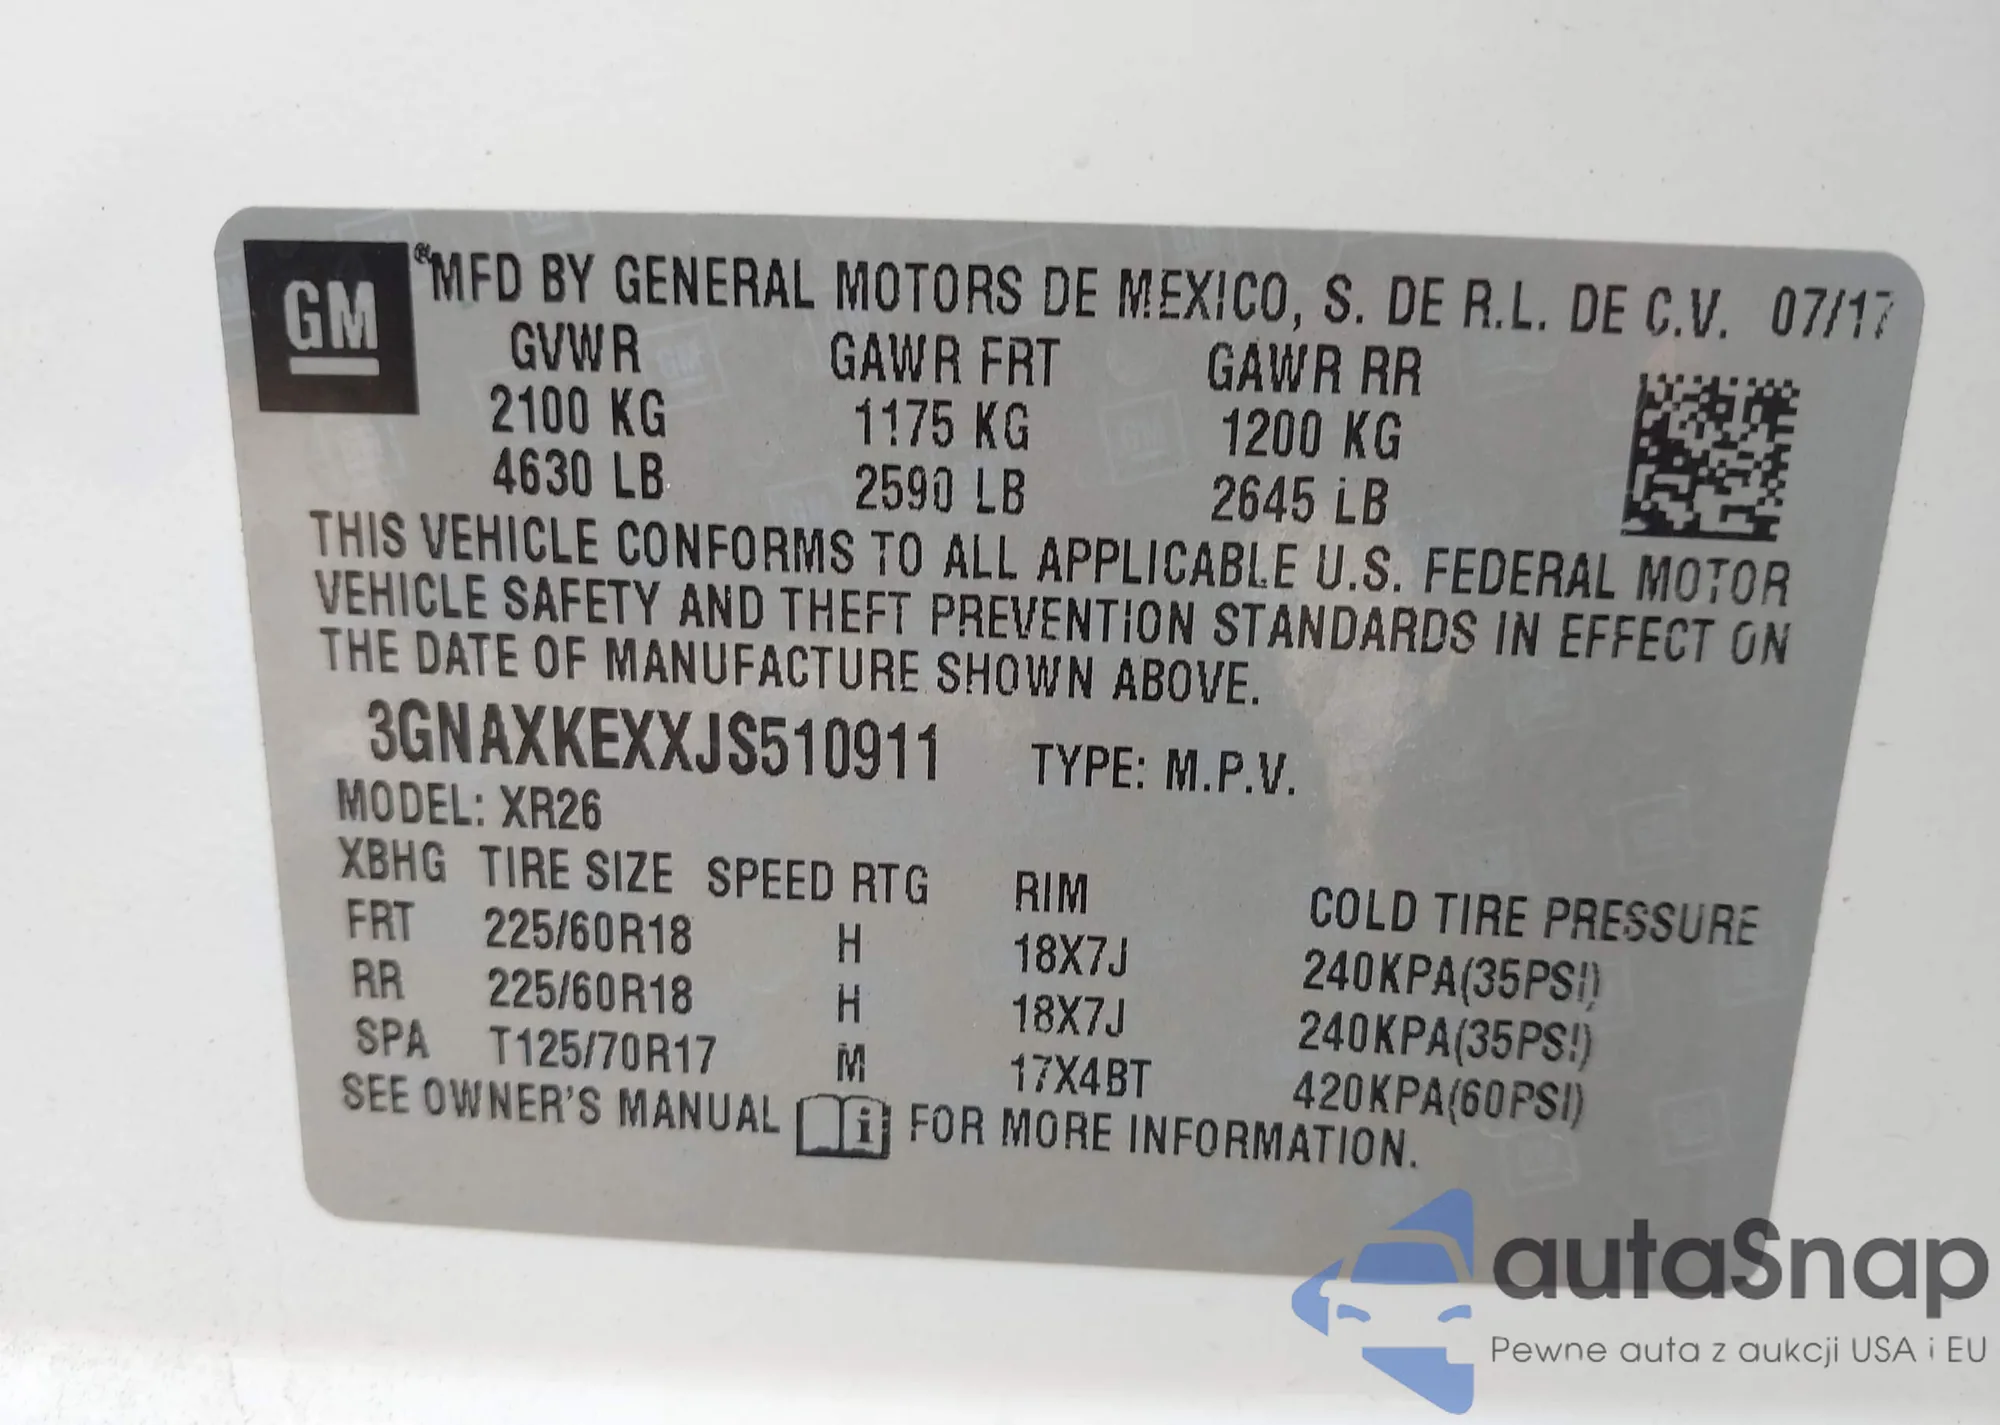 GM ® MFD BY GENERAL MOTORS DE MEXICO, S. DE R.L. DE C.V. 07/17
GVWR GAWR FRT GAWR RR
2100 KG 1175 KG 1200 KG
4630 LB 2590 LB 2645 LB
THIS VEHICLE CONFORMS TO ALL APPLICABLE U.S. FEDERAL MOTOR
VEHICLE SAFETY AND THEFT PREVENTION STANDARDS IN EFFECT ON
THE DATE OF MANUFACTURE SHOWN ABOVE.
3GNAXKEXXJS510911 TYPE: M.P.V.
MODEL: XR26
XBHG TIRE SIZE SPEED RTG RIM COLD TIRE PRESSURE
FRT 225/60R18 H 18X7J 240KPA(35PSI)
RR 225/60R18 H 18X7J 240KPA(35PSI)
SPA T125/70R17 M 17X4BT 420KPA(60PSI)
SEE OWNER'S MANUAL i FOR MORE INFORMATION.
autaSnap
Pewne auta z aukcji USA i EU